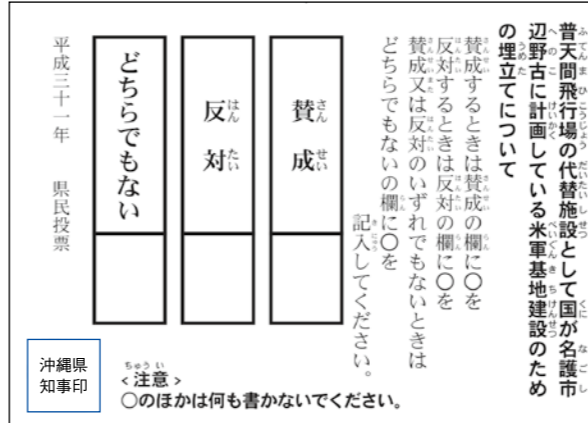 普天間飛行場の代替施設として国が名護市
辺野古に計画している米軍基地建設のため
の埋立てについて
賛成するときは賛成の欄に○を
反対するときは反対の欄に○を
賛成又は反対のいずれでもないときは
どちらでもないの欄に○を
記入してください。
賛成
反対
どちらでもない
平成三十一年 県民投票
沖縄県
知事印
<注意>
○のほかは何も書かないでください。